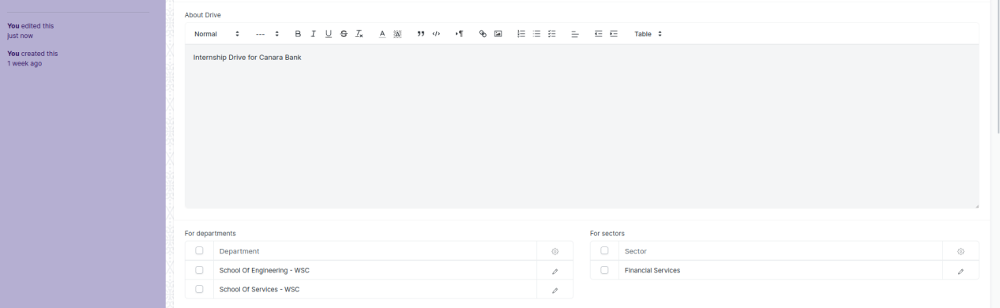 You edited this
just now
You created this
1 week ago
About Drive
Normal --- Table
Internship Drive for Canara Bank
For departments
Department
School Of Engineering - WSC
School Of Services - WSC
For sectors
Sector
Financial Services